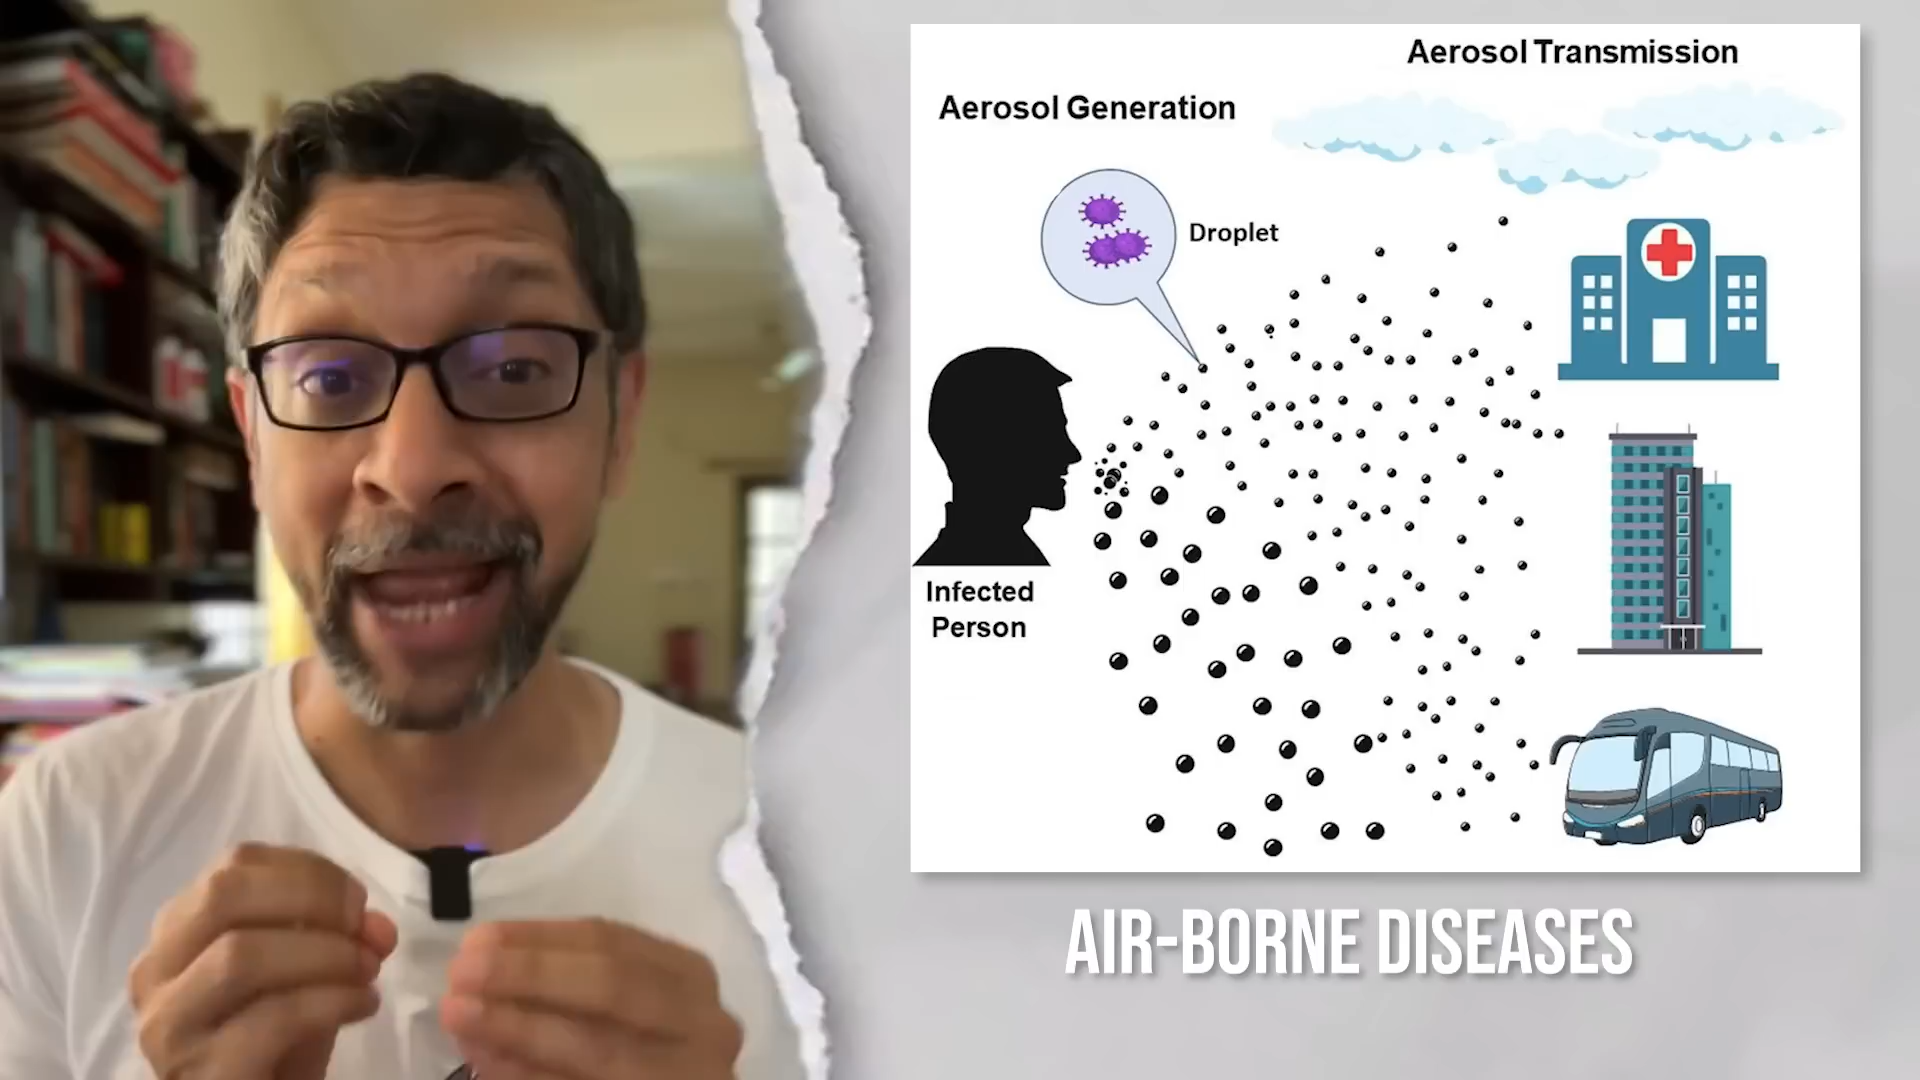 Aerosol Transmission
Aerosol Generation
Droplet
Infected
Person
AIR-BORNE DISEASES